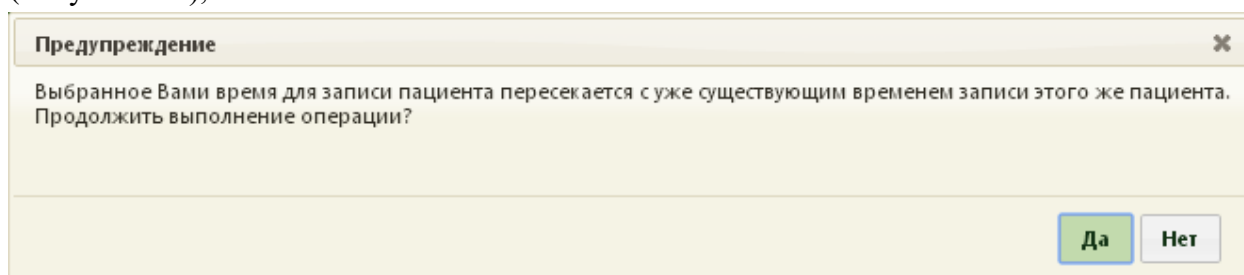 Предупреждение
Выбранное Вами время для записи пациента пересекается с уже существующим временем записи этого же пациента.
Продолжить выполнение операции?
Да Нет